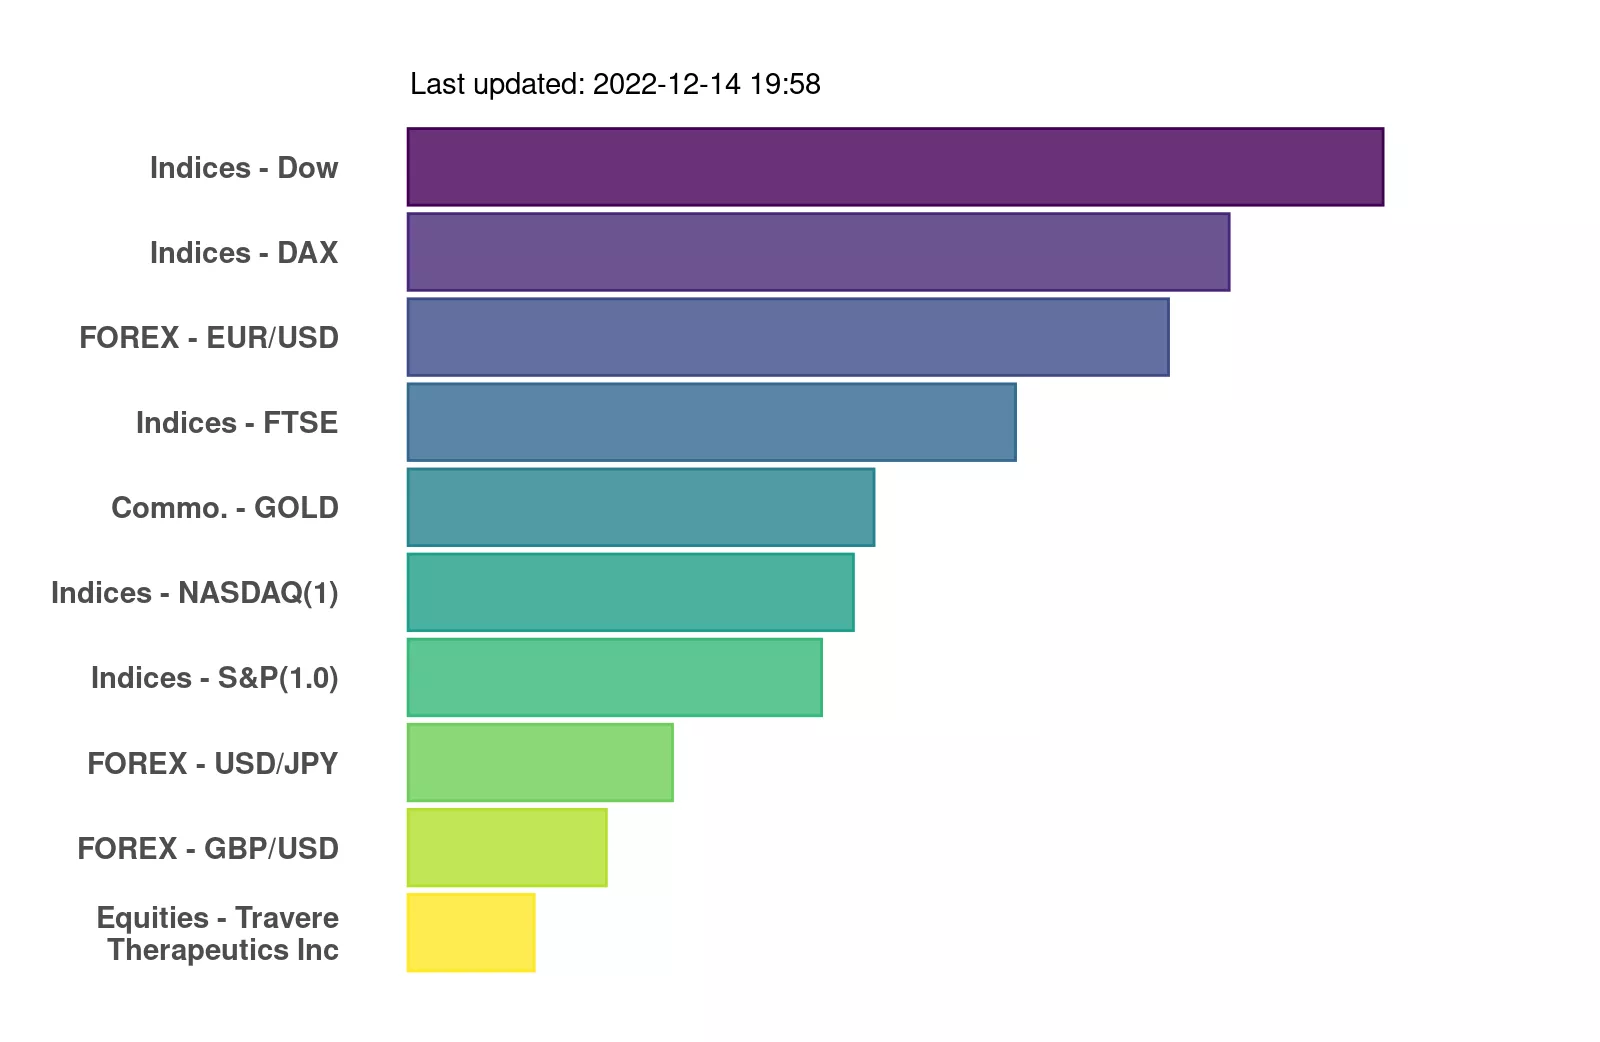 Last updated: 2022-12-14 19:58
Indices - Dow
Indices - DAX
FOREX - EUR/USD
Indices - FTSE
Commo. - GOLD
Indices - NASDAQ(1)
Indices - S&P(1.0)
FOREX - USD/JPY
FOREX - GBP/USD
Equities - Travere
Therapeutics Inc